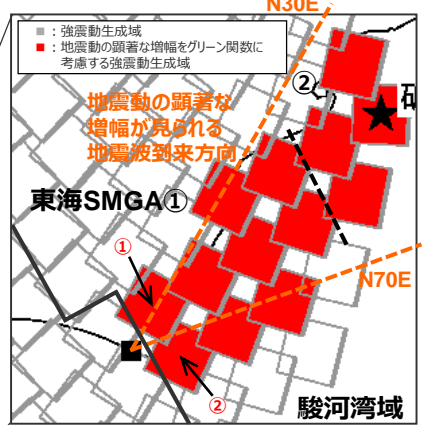 N30E
■ : 強震動生成域
■ : 地震動の顕著な増幅をグリーン関数に
考慮する強震動生成域
②
地震動の顕著な
増幅が見られる
地震波到来方向
東海SMGA①
①
N70E
②
駿河湾域